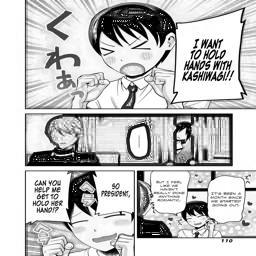 I WANT
TO HOLD
HANDS WITH
KASHIWAGI!!
くわぁっ
IT'S BEEN A
MONTH SINCE
WE STARTED
GOING OUT,
BUT I FEEL
LIKE WE
HAVEN'T
REALLY DONE
ANYTHING
ROMANTIC.
SO
PRESIDENT,
CAN YOU
HELP ME
GET TO
HOLD HER
HAND!?
110